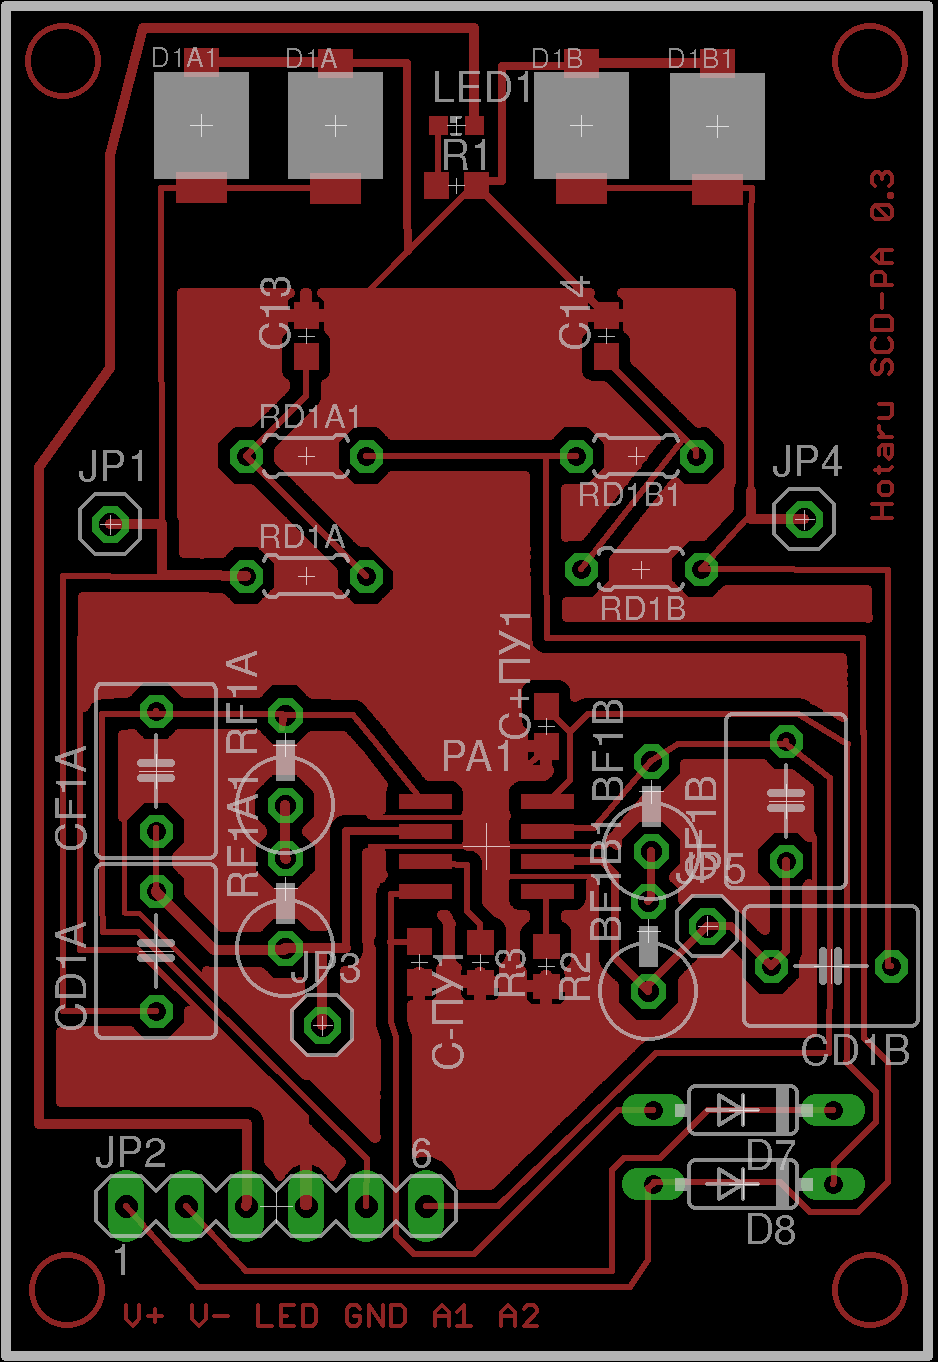 D1A1
D1A
D1B
D1B1
LED1
R1
Hotaru SCD-PA 0.3
C13
C14
RD1A1
RD1B1
JP1
JP4
RD1A
RD1B
C+ПУ1
RF1A
BF1B
PA1
CF1A
RF1A1
CF1B
BF1B1
JP5
CD1A
JP3
C-ПУ1
R3
R2
CD1B
JP2
6
D7
D8
1
V+ V- LED GND A1 A2